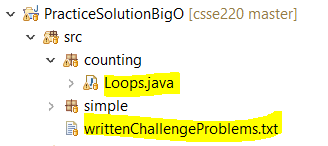 PracticeSolutionBigO [csse220 master]
src
counting
Loops.java
simple
writtenChallengeProblems.txt